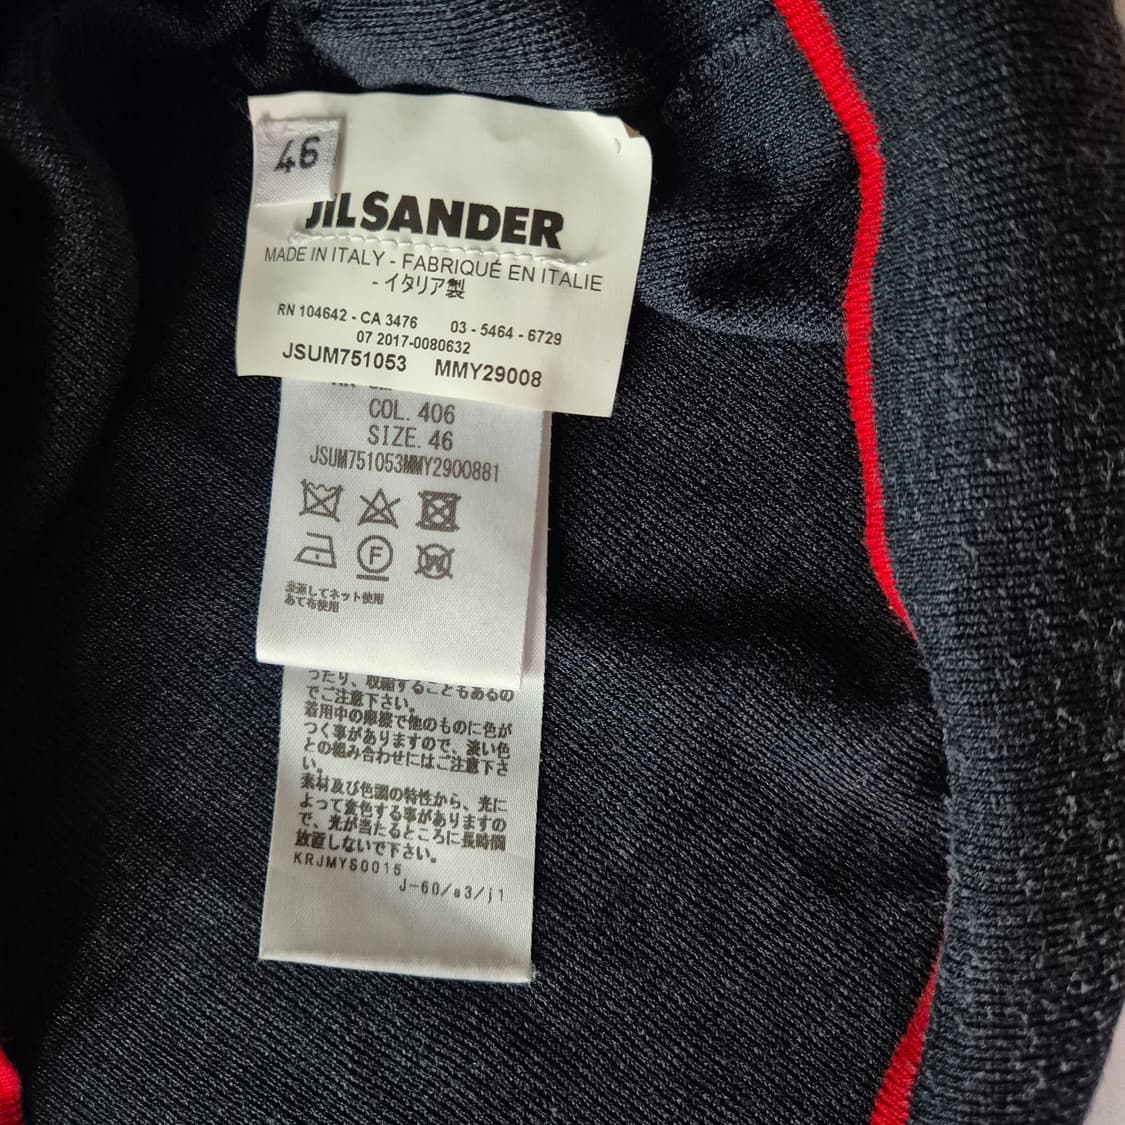 46
JIL SANDER
MADE IN ITALY - FABRIQUÉ EN ITALIE
- イタリア製
RN 104642 - CA 3476 03 - 5464 - 6729
07 2017-0080632
JSUM751053 MMY29008
COL. 406
SIZE. 46
JSUM751053MMY2900881
F
W
裏返してネット使用
あて布使用
ったり、収縮することもあるの
でご注意下さい。
着用中の摩擦で他のものに色が
つく事がありますので、濃い色
との組み合わせにはご注意下さ
い。
素材及び色調の特性から、光に
よって変色する事がありますの
で、光が当たるところに長時間
放置しないで下さい。
KRJMYS0015
J-60/e3/j1